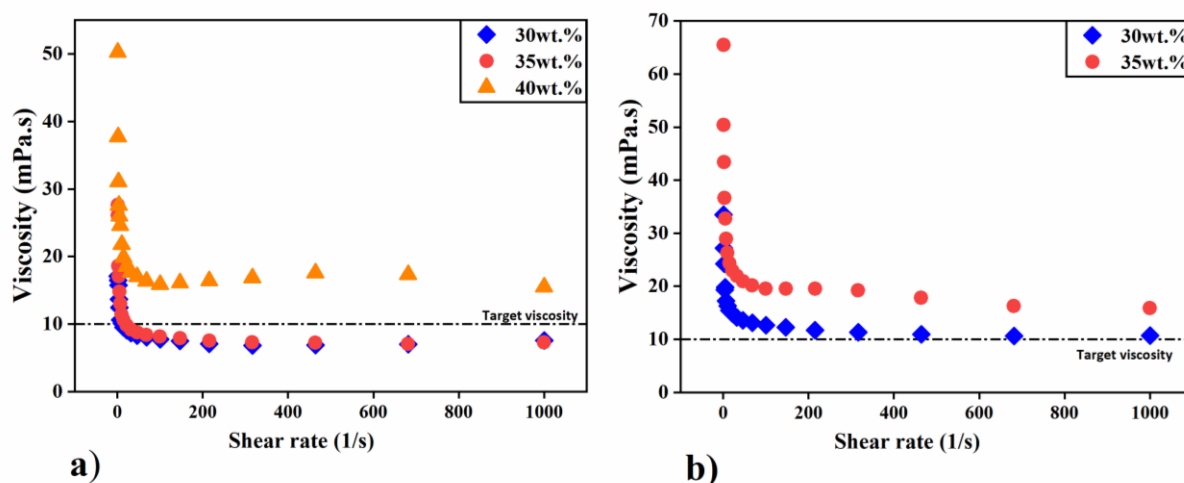 30wt.%
35wt.%
40wt.%
50
40
30
20
10
0
Viscosity (mPa.s)
Target viscosity
0 200 400 600 800 1000
Shear rate (1/s)
a)
30wt.%
35wt.%
70
60
50
40
30
20
10
0
Viscosity (mPa.s)
Target viscosity
0 200 400 600 800 1000
Shear rate (1/s)
b)